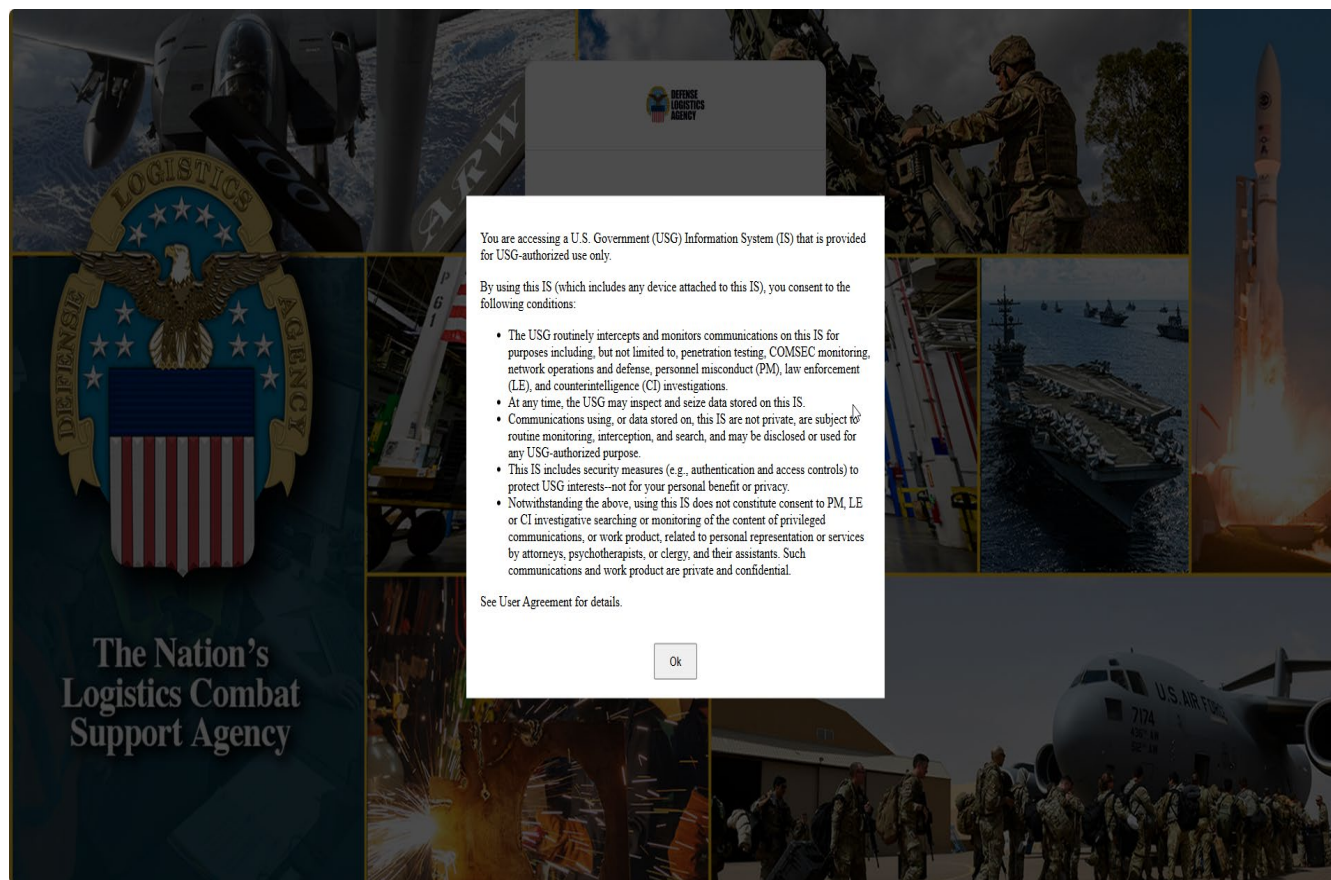 DEFENSE
LOGISTICS
AGENCY
ARW
LOGISTICS
DEFENSE
AGENCY
P
61
You are accessing a U.S. Government (USG) Information System (IS) that is provided
for USG-authorized use only.
By using this IS (which includes any device attached to this IS), you consent to the
following conditions:
• The USG routinely intercepts and monitors communications on this IS for
purposes including, but not limited to, penetration testing, COMSEC monitoring,
network operations and defense, personnel misconduct (PM), law enforcement
(LE), and counterintelligence (CI) investigations.
• At any time, the USG may inspect and seize data stored on this IS.
• Communications using, or data stored on, this IS are not private, are subject to
routine monitoring, interception, and search, and may be disclosed or used for
any USG-authorized purpose.
• This IS includes security measures (e.g., authentication and access controls) to
protect USG interests--not for your personal benefit or privacy.
• Notwithstanding the above, using this IS does not constitute consent to PM, LE
or CI investigative searching or monitoring of the content of privileged
communications, or work product, related to personal representation or services
by attorneys, psychotherapists, or clergy, and their assistants. Such
communications and work product are private and confidential.
See User Agreement for details.
Ok
The Nation's
Logistics Combat
Support Agency
U.S. AIR FORCE
7174